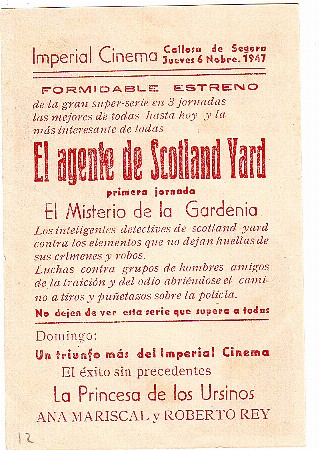 Imperial Cinema Callosa de Segura
Jueves 6 Nobre. 1947
FORMIDABLE ESTRENO
de la gran super-serie en 3 jornadas
las mejores de todas hasta hoy y la
más interesante de todas
El agente de Scotland Yard
primera jornada
El Misterio de la Gardenia
Los inteligentes detectives de scotland yard
contra los elementos que no dejan huellas de
sus crímenes y robos.
Luchas contra grupos de hombres amigos
de la traición y del odio abriéndose el cami-
no a tiros y puñetazos sobre la policía.
No dejen de ver esta serie que supera a todas
Domingo:
Un triunfo más del Imperial Cinema
El éxito sin precedentes
La Princesa de los Ursinos
ANA MARISCAL y ROBERTO REY
12